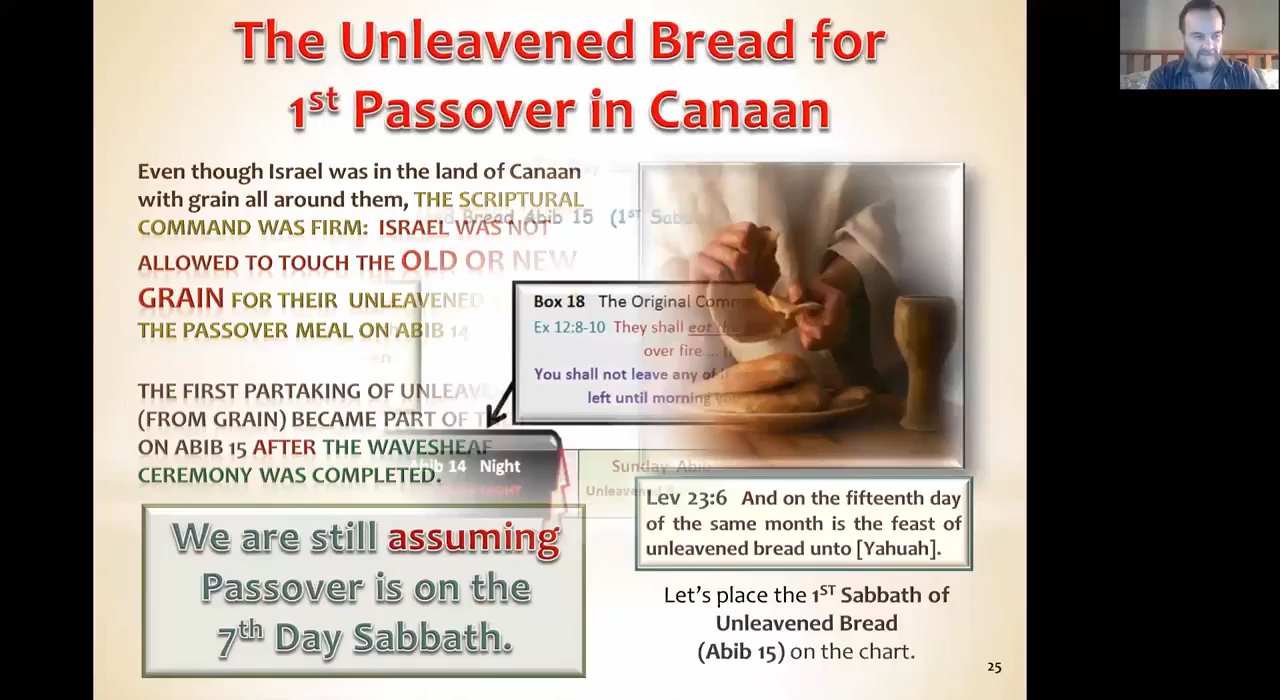 The Unleavened Bread for
1st Passover in Canaan
Even though Israel was in the land of Canaan
with grain all around them, THE SCRIPTURAL
COMMAND WAS FIRM: ISRAEL WAS NOT
ALLOWED TO TOUCH THE OLD OR NEW
GRAIN FOR THEIR UNLEAVENED
THE PASSOVER MEAL ON ABIB 14
THE FIRST PARTAKING OF
(FROM GRAIN) BECAME PART OF
ON ABIB 15 AFTER THE WAVESHEAF
CEREMONY WAS COMPLETED.
We are still assuming
Passover is on the
7th Day Sabbath.
Bread Abib 15 (1ST
Box 18 The Original
Ex 12:8-10 They shall eat
over fire ...
You shall not leave any of
left until morning
14 Night
NIGHT
Sunday
Lev 23:6 And on the fifteenth day
of the same month is the feast of
unleavened bread unto [Yahuah].
Let's place the 1ST Sabbath of
Unleavened Bread
(Abib 15) on the chart.
25